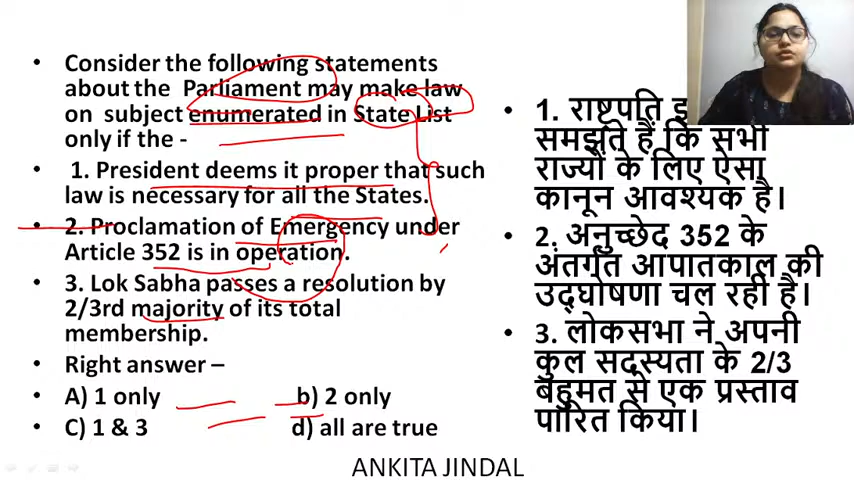 • Consider the following statements
about the Parliament may make law
on subject enumerated in State List
only if the -
• 1. President deems it proper that such
law is necessary for all the States.
• 2. Proclamation of Emergency under
Article 352 is in operation.
• 3. Lok Sabha passes a resolution by
2/3rd majority of its total
membership.
• Right answer –
• A) 1 only b) 2 only
• C) 1 & 3 d) all are true
• 1. राष्ट्रपति
समझते हैं कि सभी
राज्यों के लिए ऐसा
कानून आवश्यक है।
• 2. अनुच्छेद 352 के
अंतर्गत आपातकाल की
उद्घोषणा चल रही है।
• 3. लोकसभा ने अपनी
कुल सदस्यता के 2/3
बहुमत से एक प्रस्ताव
पारित किया।
ANKITA JINDAL